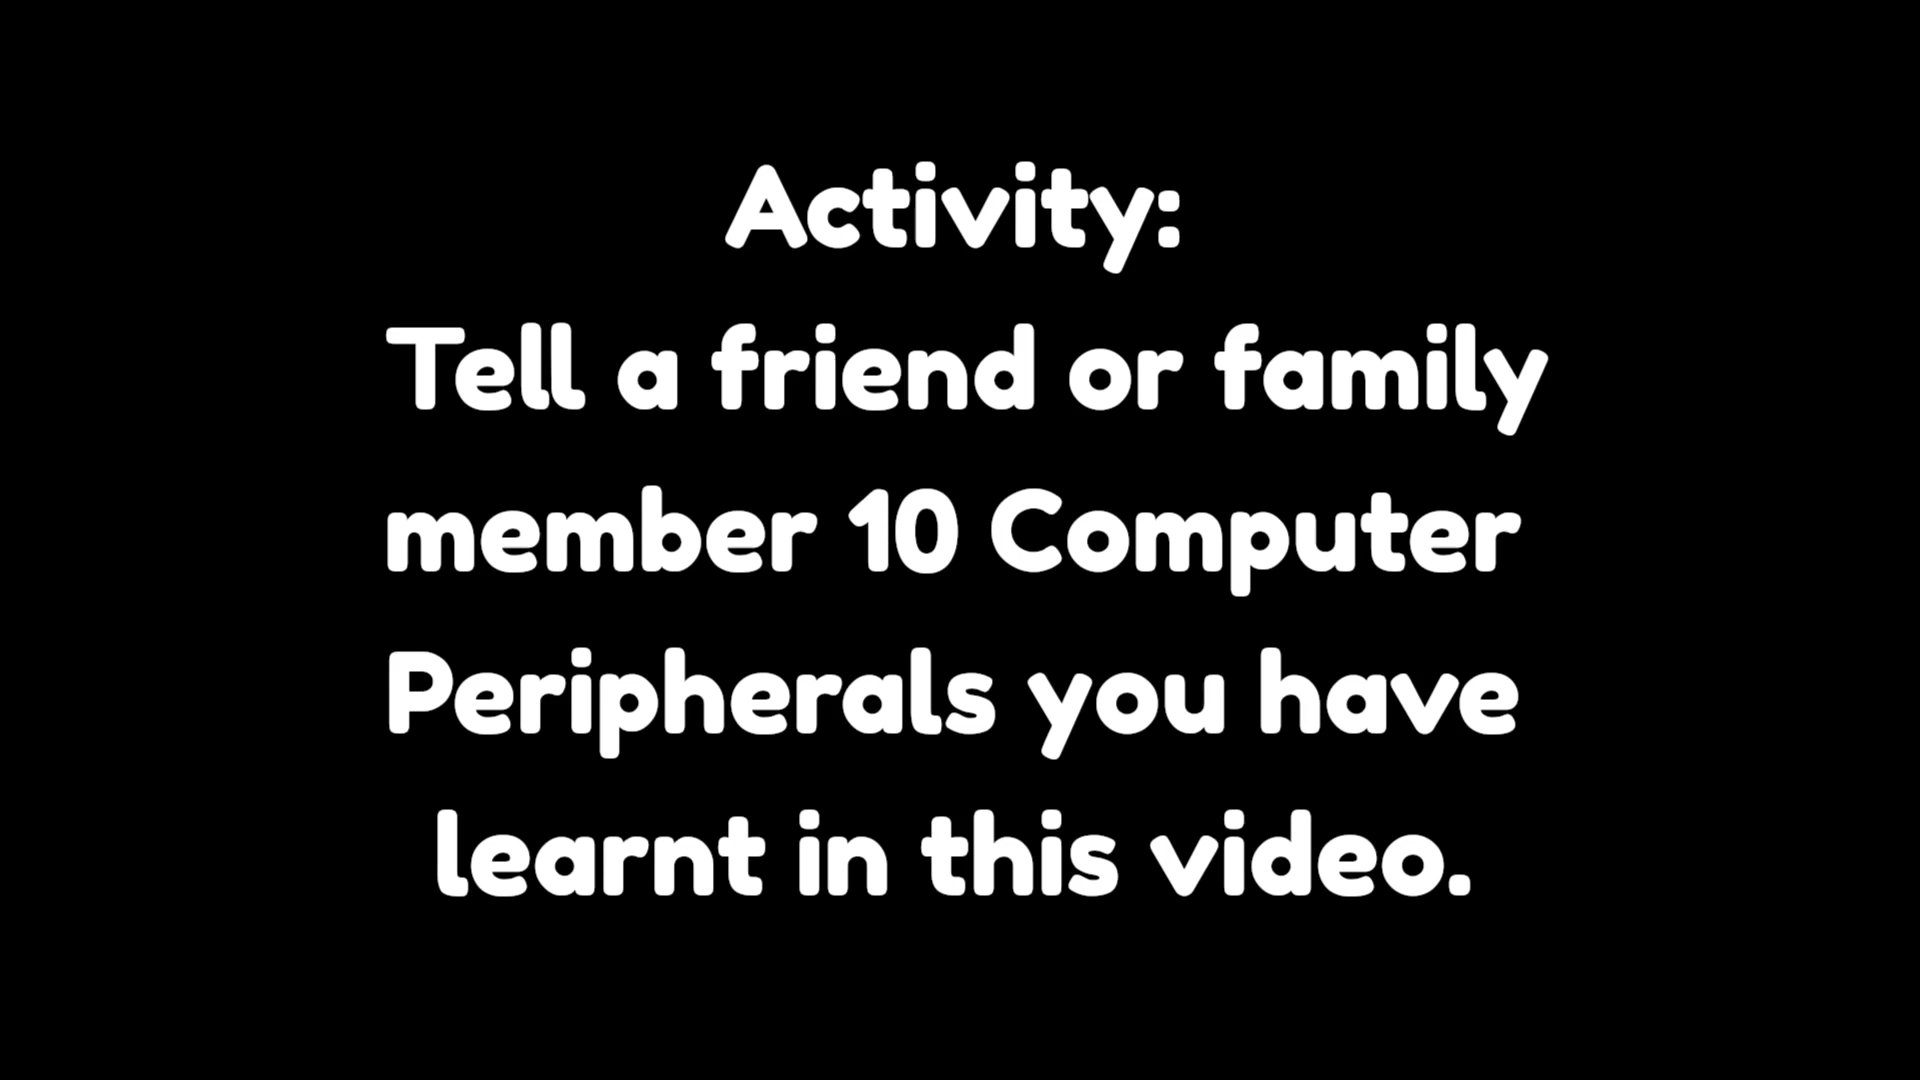 Activity:
Tell a friend or family
member 10 Computer
Peripherals you have
learnt in this video.